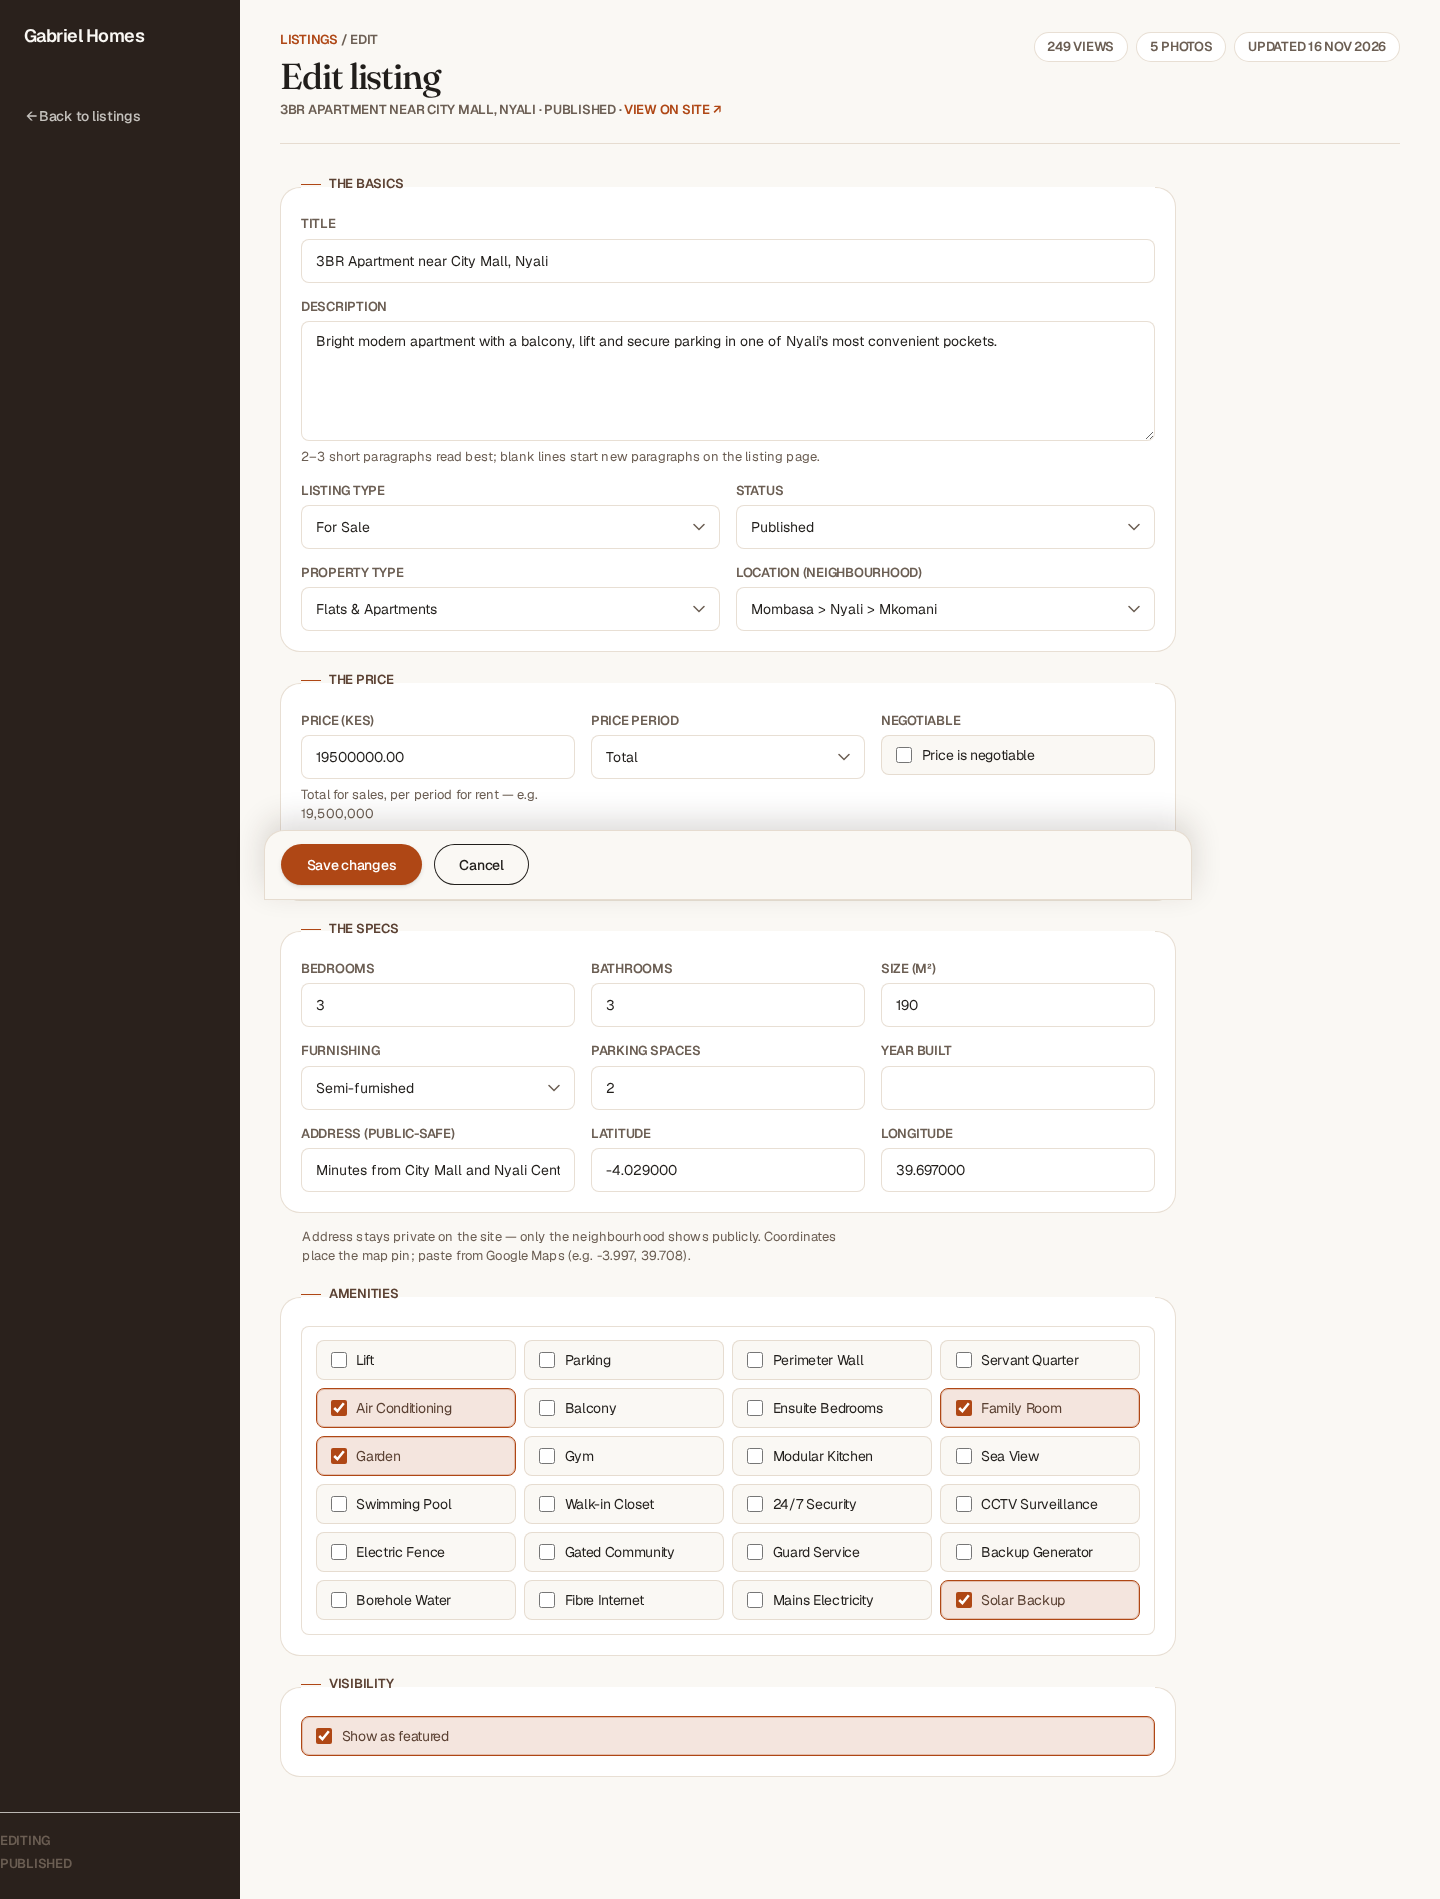 Gabriel Homes
← Back to listings
LISTINGS / EDIT
Edit listing
3BR APARTMENT NEAR CITY MALL, NYALI · PUBLISHED · VIEW ON SITE ↗
249 VIEWS
5 PHOTOS
UPDATED 16 NOV 2026
THE BASICS
TITLE
3BR Apartment near City Mall, Nyali
DESCRIPTION
Bright modern apartment with a balcony, lift and secure parking in one of Nyali's most convenient pockets.
2–3 short paragraphs read best; blank lines start new paragraphs on the listing page.
LISTING TYPE
STATUS
For Sale
Published
PROPERTY TYPE
LOCATION (NEIGHBOURHOOD)
Flats & Apartments
Mombasa > Nyali > Mkomani
THE PRICE
PRICE (KES)
PRICE PERIOD
NEGOTIABLE
19500000.00
Total
Price is negotiable
Total for sales, per period for rent — e.g.
19,500,000
Save changes
Cancel
THE SPECS
BEDROOMS
BATHROOMS
SIZE (M²)
3
3
190
FURNISHING
PARKING SPACES
YEAR BUILT
Semi-furnished
2
ADDRESS (PUBLIC-SAFE)
LATITUDE
LONGITUDE
Minutes from City Mall and Nyali Cent
-4.029000
39.697000
Address stays private on the site — only the neighbourhood shows publicly. Coordinates
place the map pin; paste from Google Maps (e.g. -3.997, 39.708).
AMENITIES
Lift
Parking
Perimeter Wall
Servant Quarter
Air Conditioning
Balcony
Ensuite Bedrooms
Family Room
Garden
Gym
Modular Kitchen
Sea View
Swimming Pool
Walk-in Closet
24/7 Security
CCTV Surveillance
Electric Fence
Gated Community
Guard Service
Backup Generator
Borehole Water
Fibre Internet
Mains Electricity
Solar Backup
VISIBILITY
Show as featured
EDITING
PUBLISHED